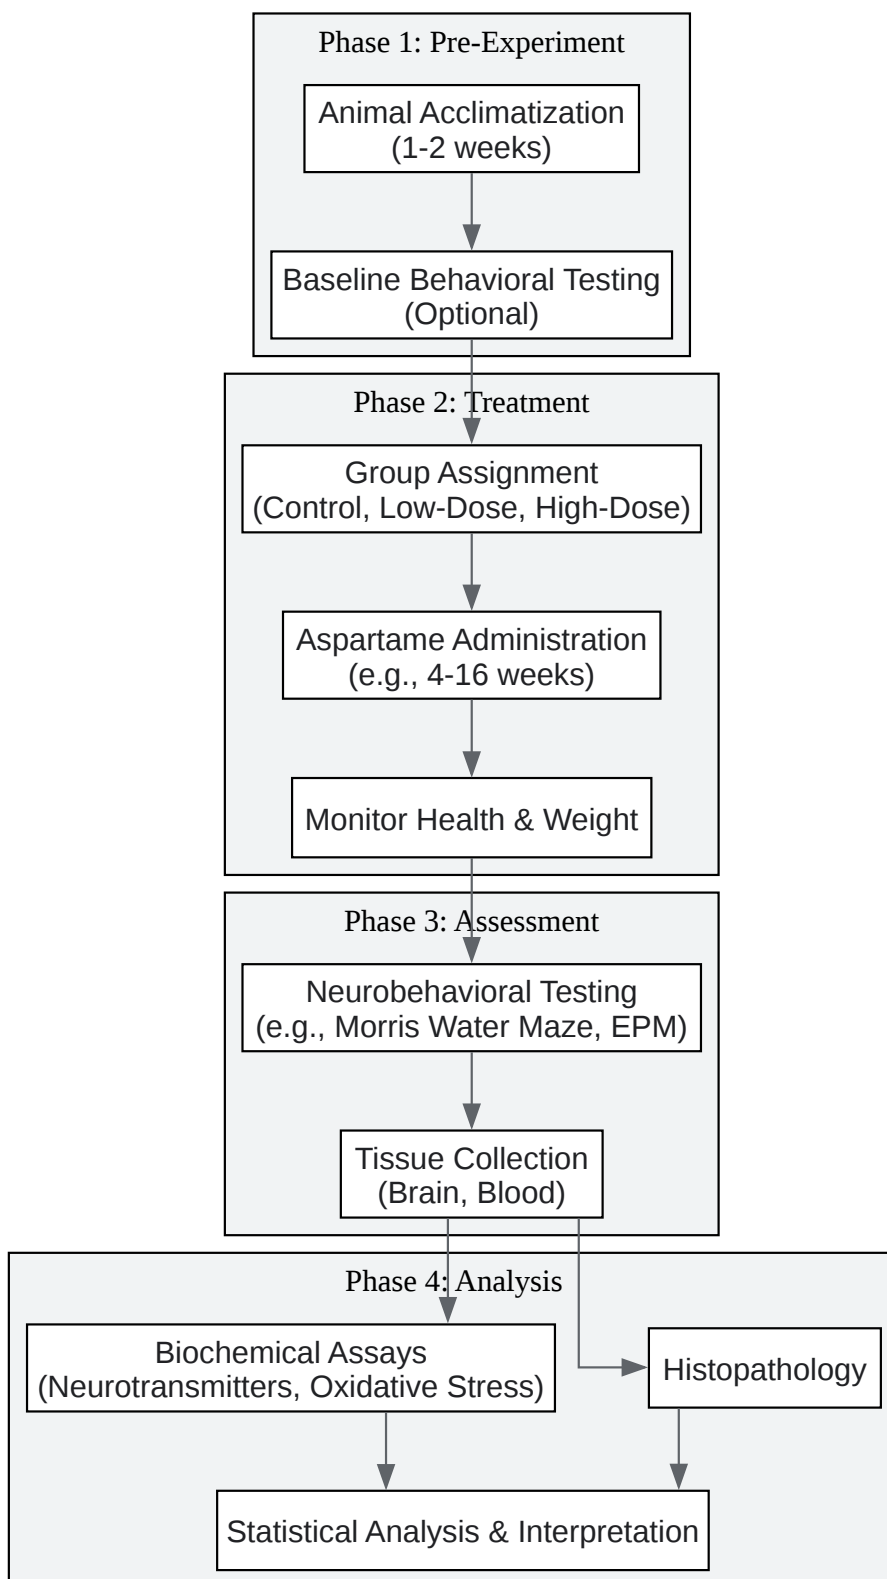 Phase 1: Pre-Experiment
Animal Acclimatization
(1-2 weeks)
Baseline Behavioral Testing
(Optional)
Phase 2: Treatment
Group Assignment
(Control, Low-Dose, High-Dose)
Aspartame Administration
(e.g., 4-16 weeks)
Monitor Health & Weight
Phase 3: Assessment
Neurobehavioral Testing
(e.g., Morris Water Maze, EPM)
Tissue Collection
(Brain, Blood)
Phase 4: Analysis
Biochemical Assays
(Neurotransmitters, Oxidative Stress)
Histopathology
Statistical Analysis & Interpretation